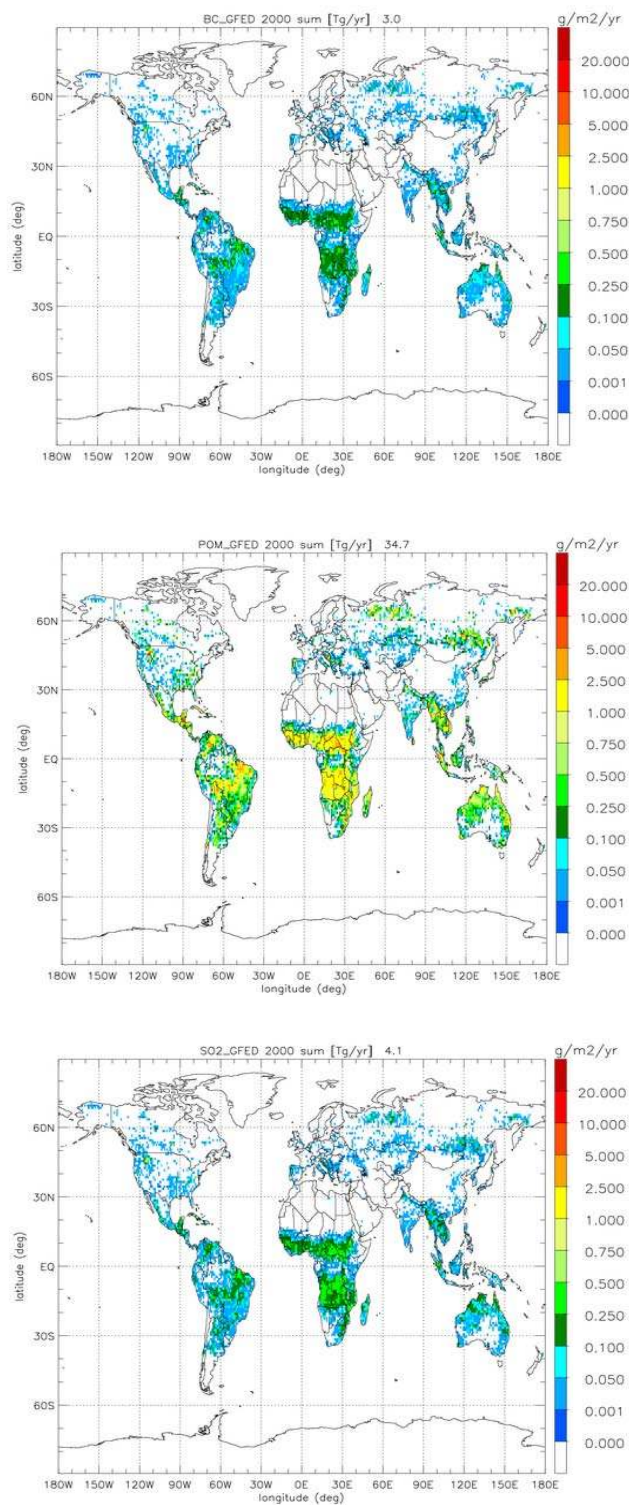 BC_GFED 2000 sum [Tg/yr] 3.0
g/m2/yr
20.000
10.000
5.000
2.500
1.000
0.750
0.500
0.250
0.100
0.050
0.001
0.000
latitude (deg)
60N
30N
EQ
30S
60S
180W 150W 120W 90W 60W 30W 0E 30E 60E 90E 120E 150E 180E
longitude (deg)
POM_GFED 2000 sum [Tg/yr] 34.7
g/m2/yr
20.000
10.000
5.000
2.500
1.000
0.750
0.500
0.250
0.100
0.050
0.001
0.000
latitude (deg)
60N
30N
EQ
30S
60S
180W 150W 120W 90W 60W 30W 0E 30E 60E 90E 120E 150E 180E
longitude (deg)
SO2_GFED 2000 sum [Tg/yr] 4.1
g/m2/yr
20.000
10.000
5.000
2.500
1.000
0.750
0.500
0.250
0.100
0.050
0.001
0.000
latitude (deg)
60N
30N
EQ
30S
60S
180W 150W 120W 90W 60W 30W 0E 30E 60E 90E 120E 150E 180E
longitude (deg)